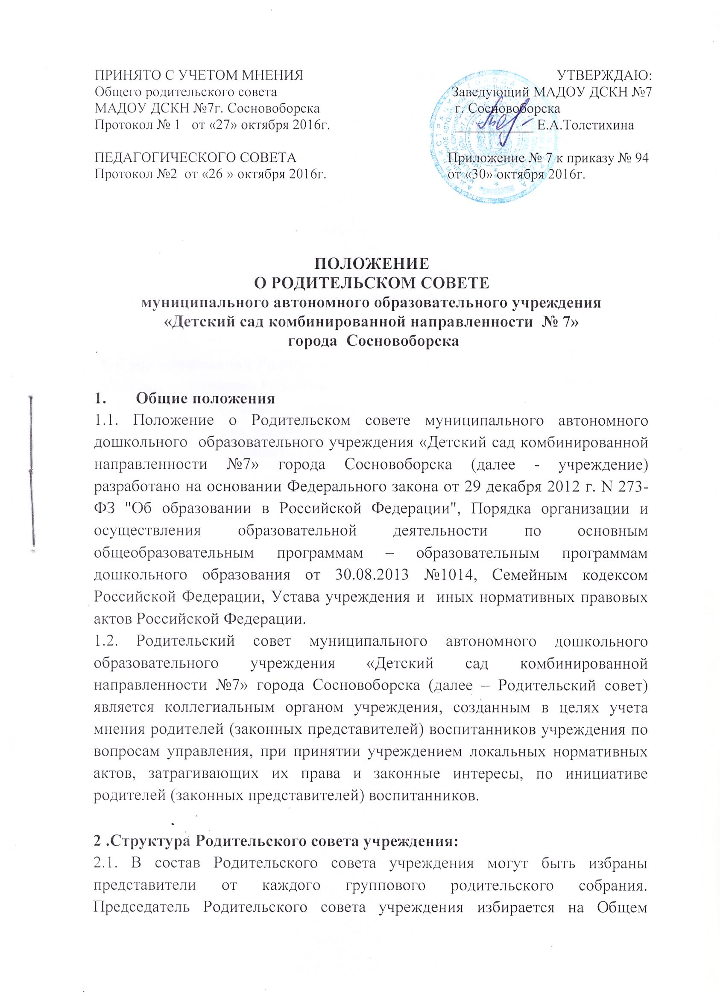 ПРИНЯТО С УЧЕТОМ МНЕНИЯ
Общего родительского совета
МАДОУ ДСКН №7г. Сосновоборска
Протокол № 1 от «27» октября 2016г.
ПЕДАГОГИЧЕСКОГО СОВЕТА
Протокол №2 от «26 » октября 2016г.
УТВЕРЖДАЮ:
Заведующий МАДОУ ДСКН №7
г. Сосновоборска
Е.А.Толстихина
Приложение № 7 к приказу № 94
от «30» октября 2016г.
ПОЛОЖЕНИЕ
О РОДИТЕЛЬСКОМ СОВЕТЕ
муниципального автономного образовательного учреждения
«Детский сад комбинированной направленности № 7»
города Сосновоборска
1. Общие положения
1.1. Положение о Родительском совете муниципального автономного
дошкольного образовательного учреждения «Детский сад комбинированной
направленности №7» города Сосновоборска (далее - учреждение)
разработано на основании Федерального закона от 29 декабря 2012 г. N 273-
ФЗ "Об образовании в Российской Федерации", Порядка организации и
осуществления образовательной деятельности по основным
общеобразовательным программам – образовательным программам
дошкольного образования от 30.08.2013 №1014, Семейным кодексом
Российской Федерации, Устава учреждения и иных нормативных правовых
актов Российской Федерации.
1.2. Родительский совет муниципального автономного дошкольного
образовательного учреждения «Детский сад комбинированной
направленности №7» города Сосновоборска (далее – Родительский совет)
является коллегиальным органом учреждения, созданным в целях учета
мнения родителей (законных представителей) воспитанников учреждения по
вопросам управления, при принятии учреждением локальных нормативных
актов, затрагивающих их права и законные интересы, по инициативе
родителей (законных представителей) воспитанников.
2 .Структура Родительского совета учреждения:
2.1. В состав Родительского совета учреждения могут быть избраны
представители от каждого группового родительского собрания.
Председатель Родительского совета учреждения избирается на Общем